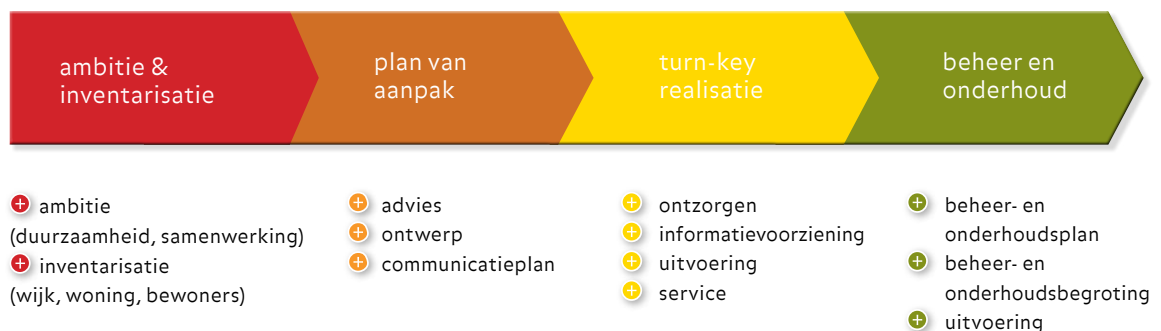 ambitie &
inventarisatie
plan van
aanpak
turn-key
realisatie
beheer en
onderhoud
ambitie
(duurzaamheid, samenwerking)
inventarisatie
(wijk, woning, bewoners)
advies
ontwerp
communicatieplan
ontzorgen
informatievoorziening
uitvoering
service
beheer- en
onderhoudsplan
beheer- en
onderhoudsbegroting
uitvoering